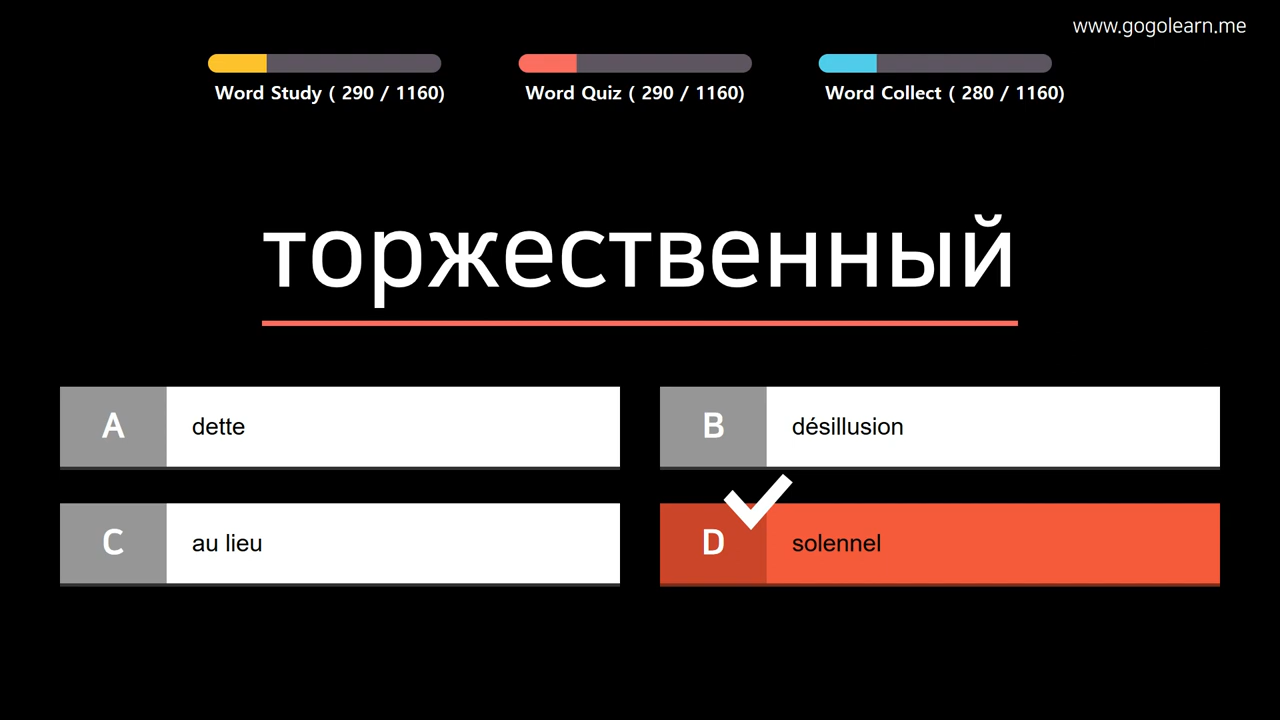 www.gogolearn.me
Word Study ( 290 / 1160)
Word Quiz ( 290 / 1160)
Word Collect ( 280 / 1160)
торжественный
A dette
B désillusion
C au lieu
D solennel